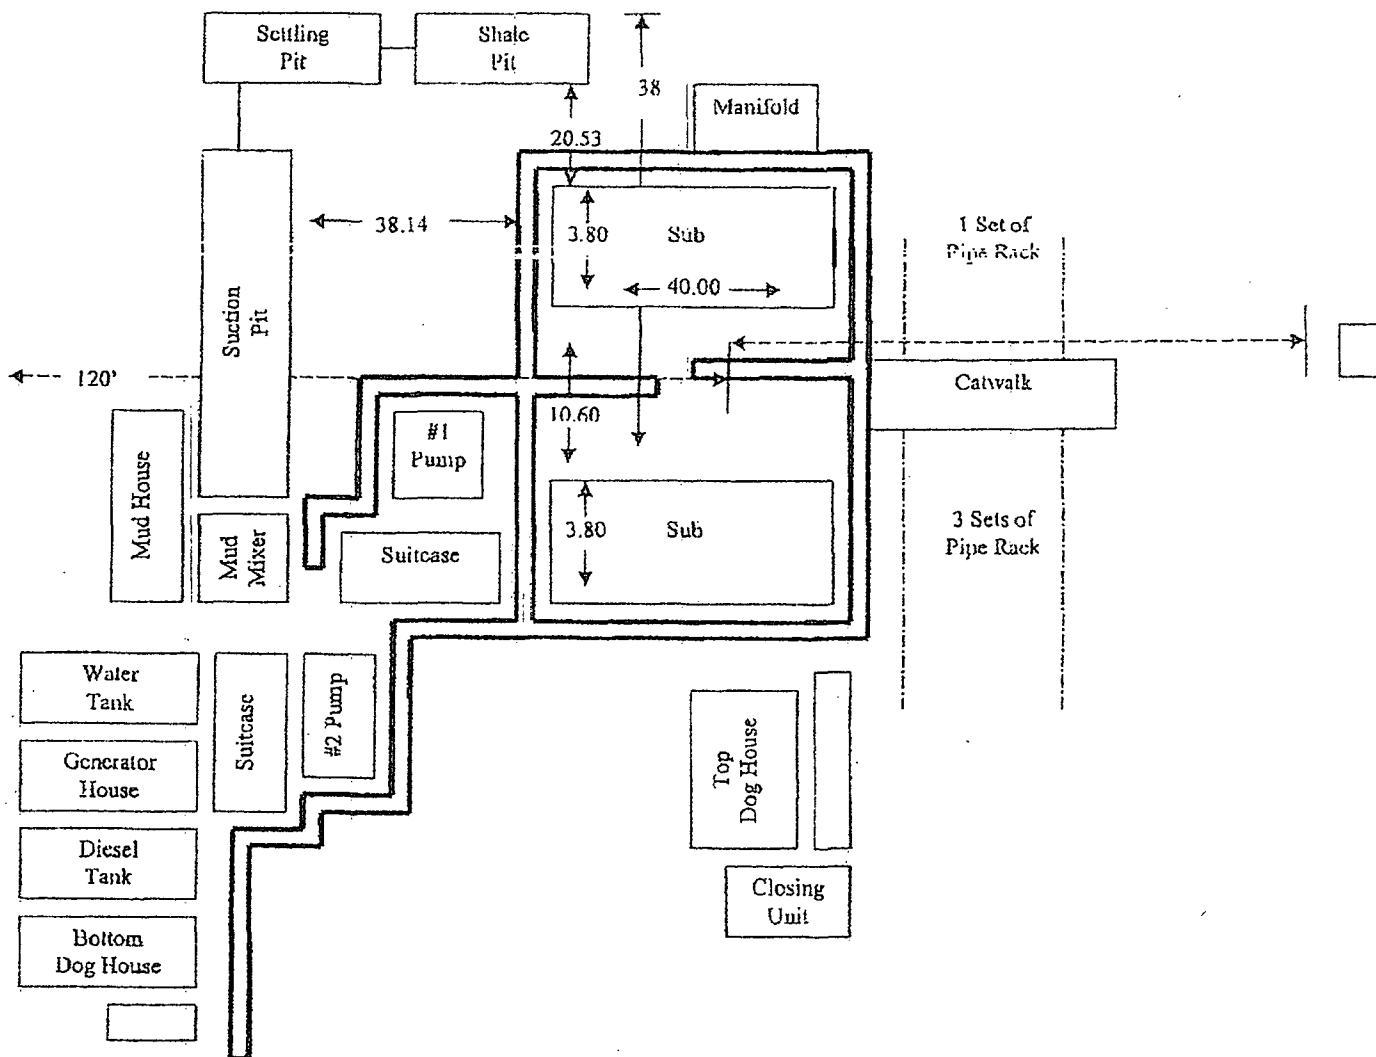 Settling
Pit
Shale
Pit
38
Manifold
20.53
38.14
3.80
Sub
40.00
1 Set of
Pipe Rack
Suction
Pit
120'
Catwalk
10.60
#1
Pump
Mud House
Mud
Mixer
Suitcase
3.80
Sub
3 Sets of
Pipe Rack
Water
Tank
Suitcase
#2 Pump
Generator
House
Top
Dog House
Diesel
Tank
Closing
Unit
Bottom
Dog House